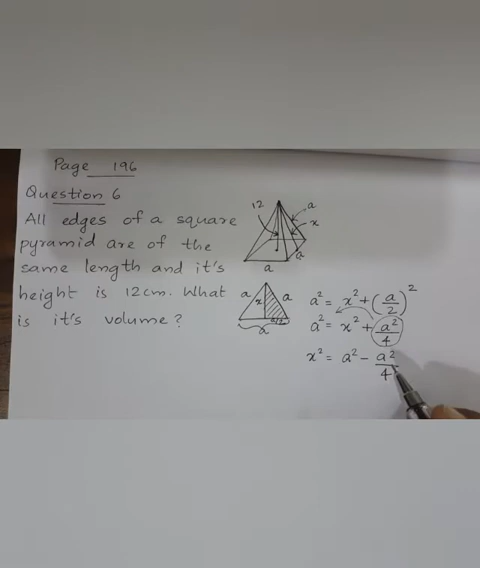 Page 196
Question 6
All edges of a square
pyramid are of the
same length and it's
height is 12cm. What
is it's volume?
12
a
x
a
a
a
x
a
a/2
a
a² = x² + (a/2)²
a² = x² + a²/4
x² = a² - a²/4